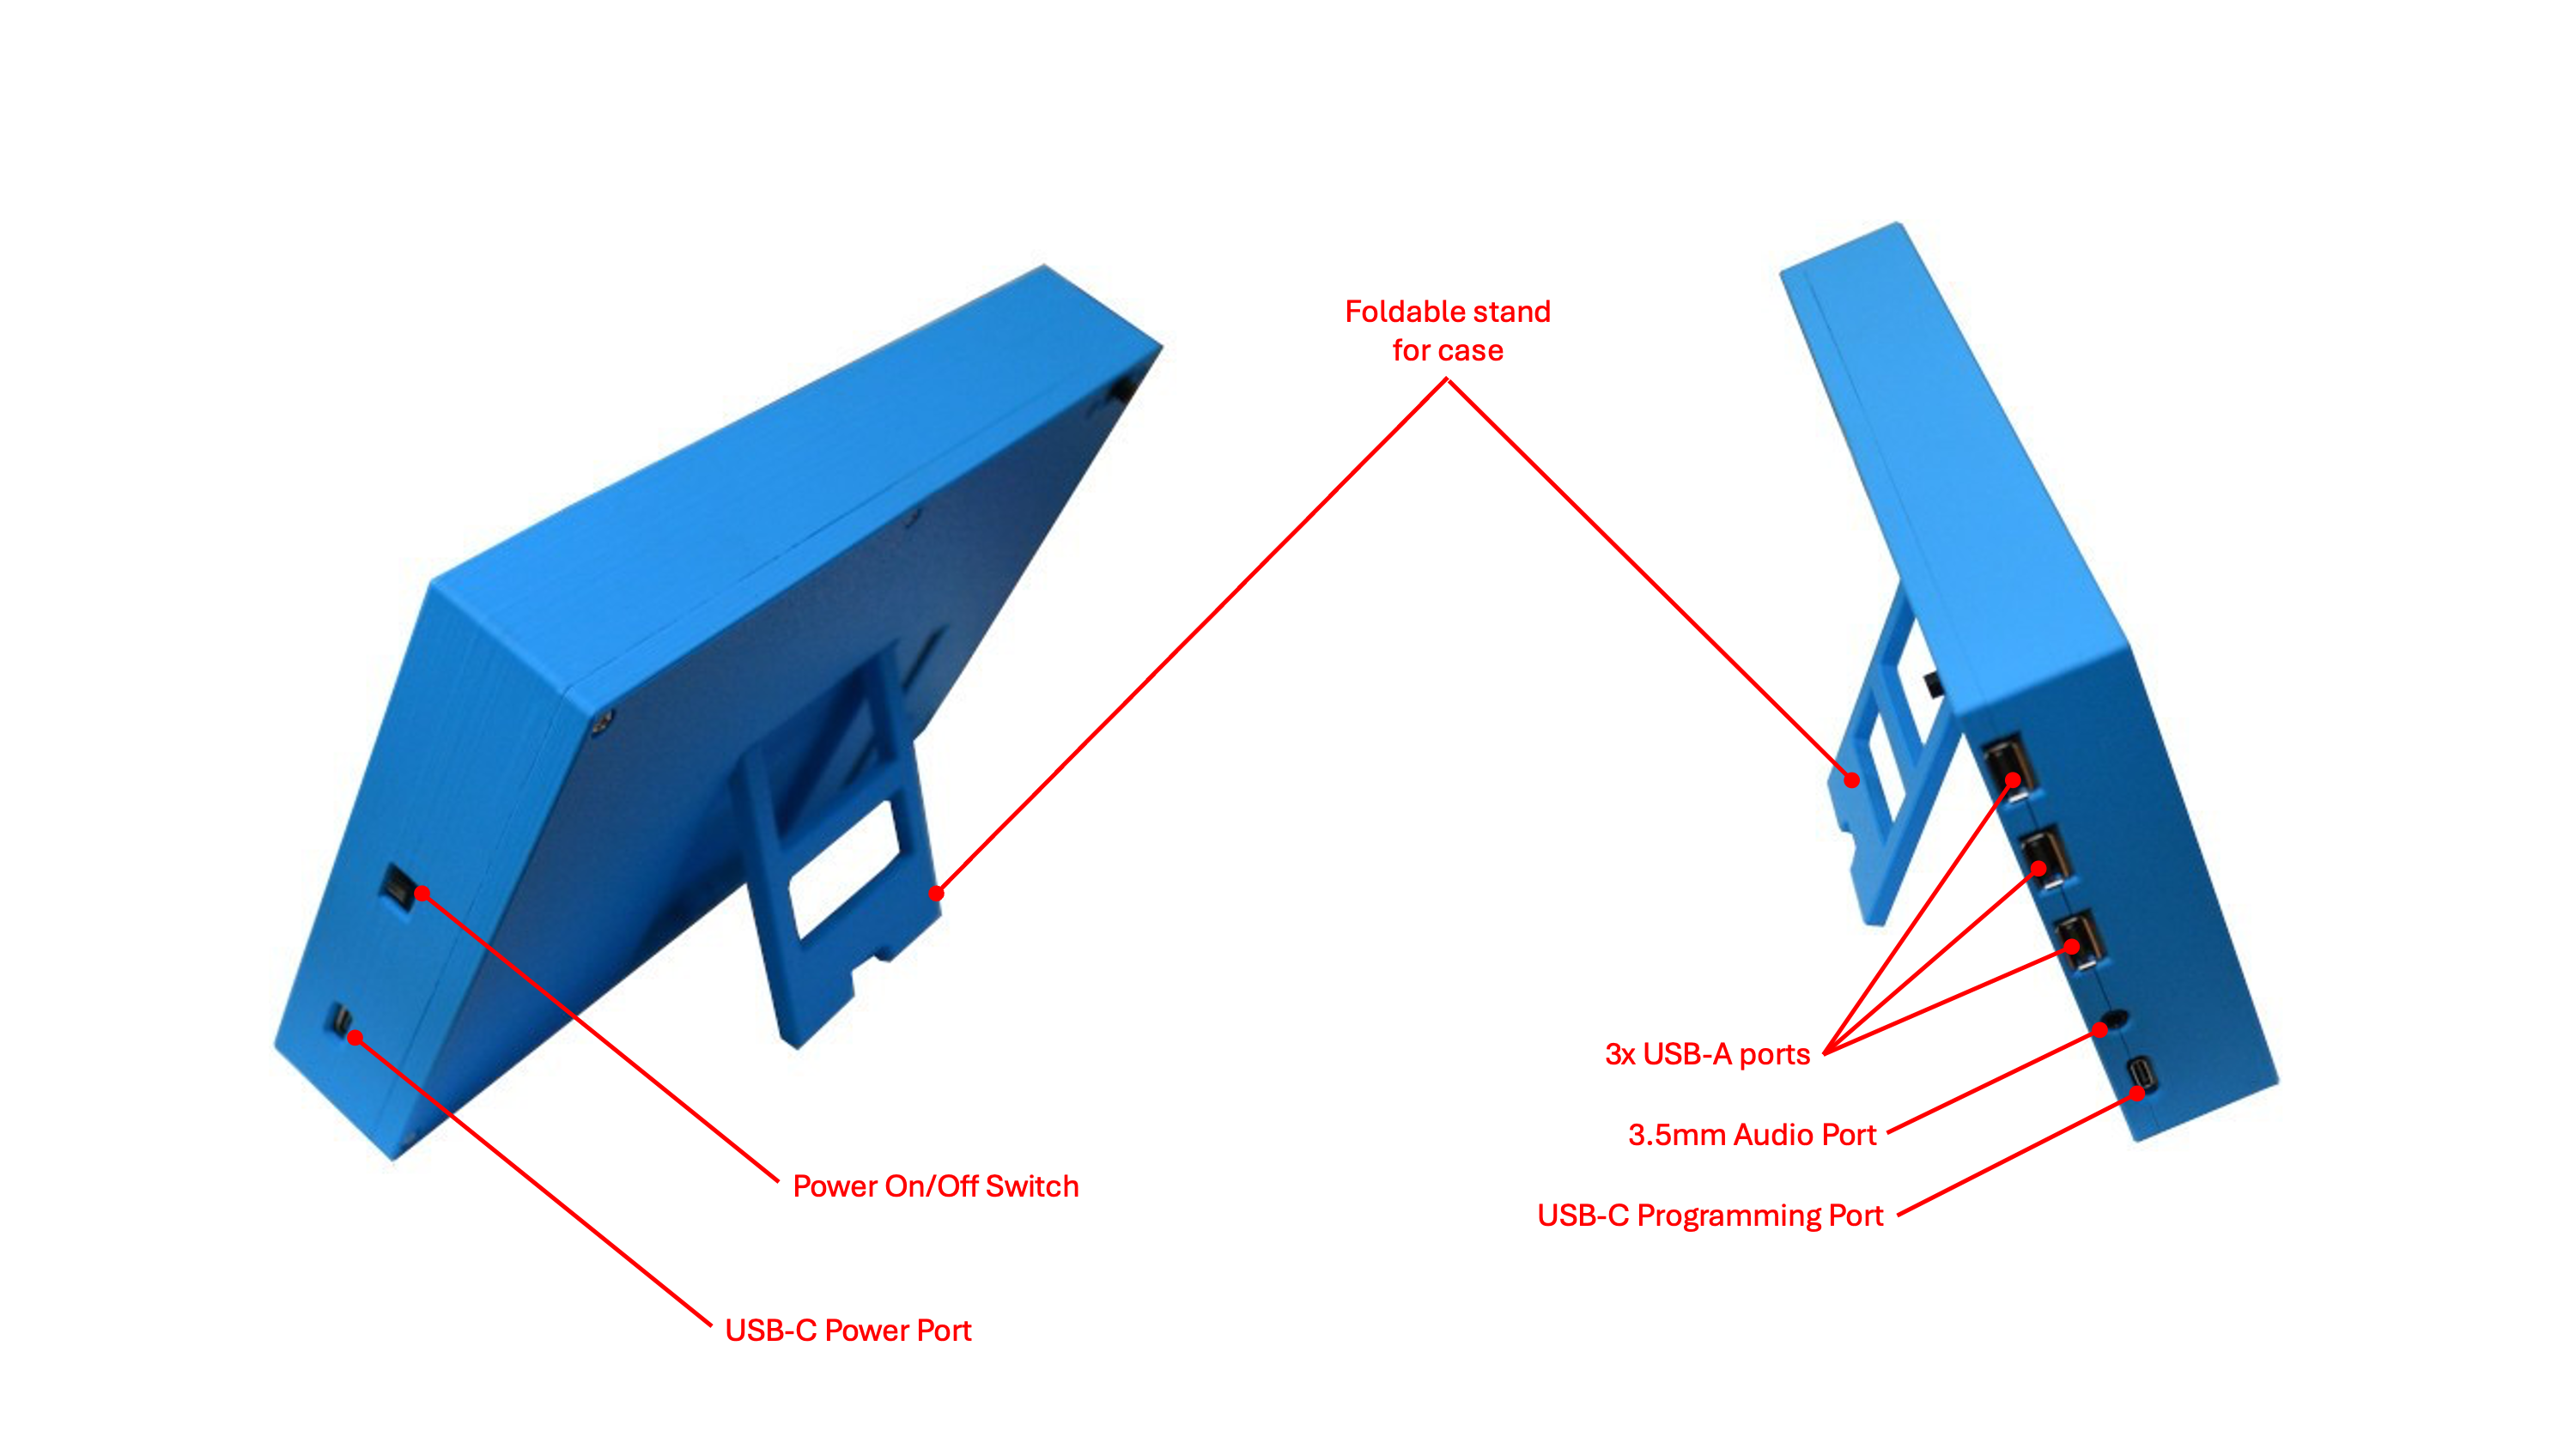 Foldable stand
for case
3x USB-A ports
3.5mm Audio Port
Power On/Off Switch
USB-C Programming Port
USB-C Power Port